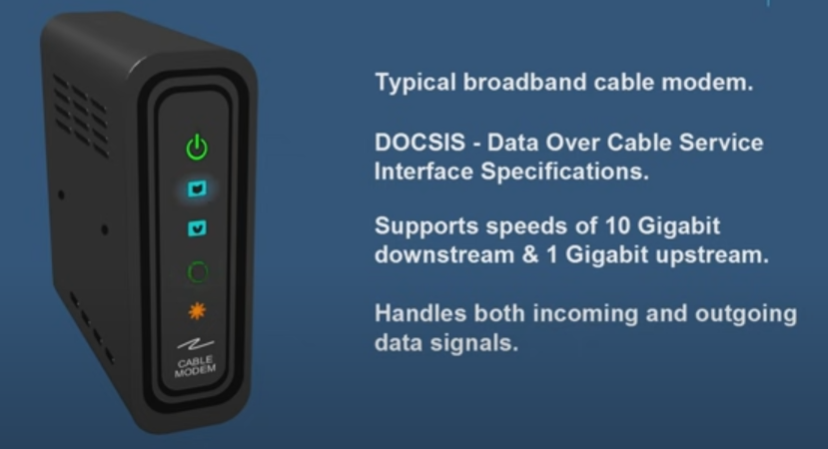 Typical broadband cable modem.
DOCSIS - Data Over Cable Service
Interface Specifications.
Supports speeds of 10 Gigabit
downstream & 1 Gigabit upstream.
Handles both incoming and outgoing
data signals.
CABLE
MODEM